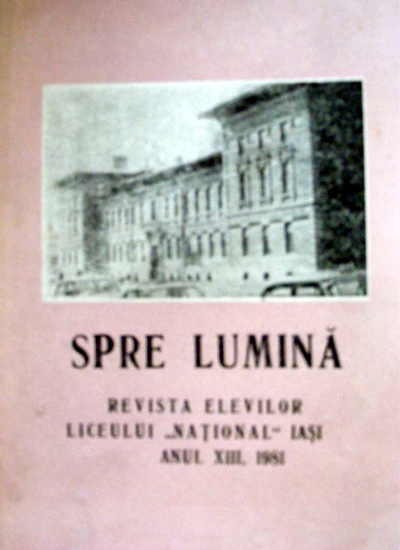 SPRE LUMINĂ
REVISTA ELEVILOR
LICEULUI „NAȚIONAL” IAȘI
ANUL XIII, 1981